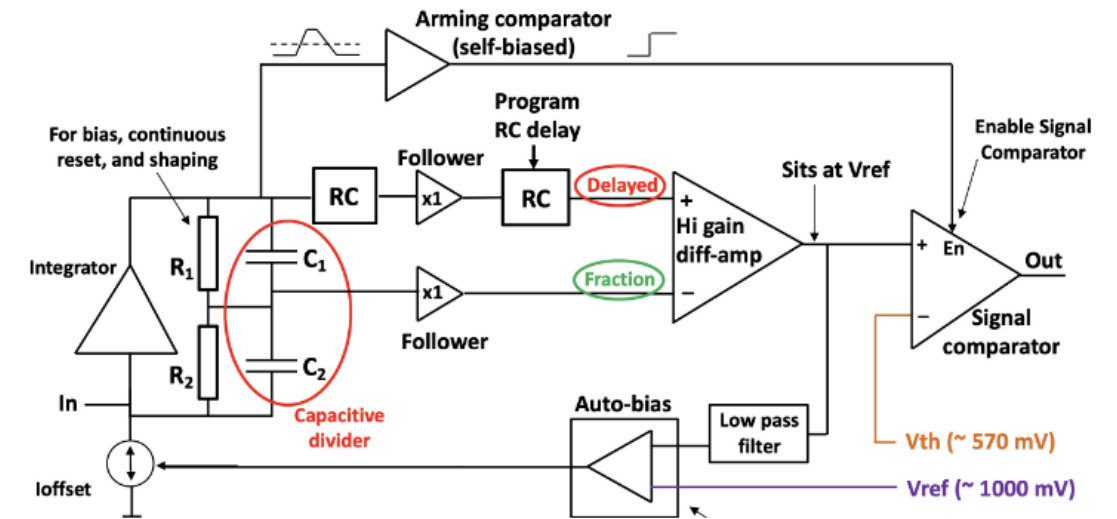 Arming comparator
(self-biased)
Program
RC delay
For bias, continuous
reset, and shaping
Follower
Enable Signal
Comparator
Sits at Vref
RC
x1
RC
Delayed
+
Hi gain
diff-amp
Integrator
R1
C1
x1
Fraction
−
+
En
Out
−
Follower
Signal
comparator
R2
C2
In
Capacitive
divider
Auto-bias
Low pass
filter
Vth (~ 570 mV)
Ioffset
Vref (~ 1000 mV)